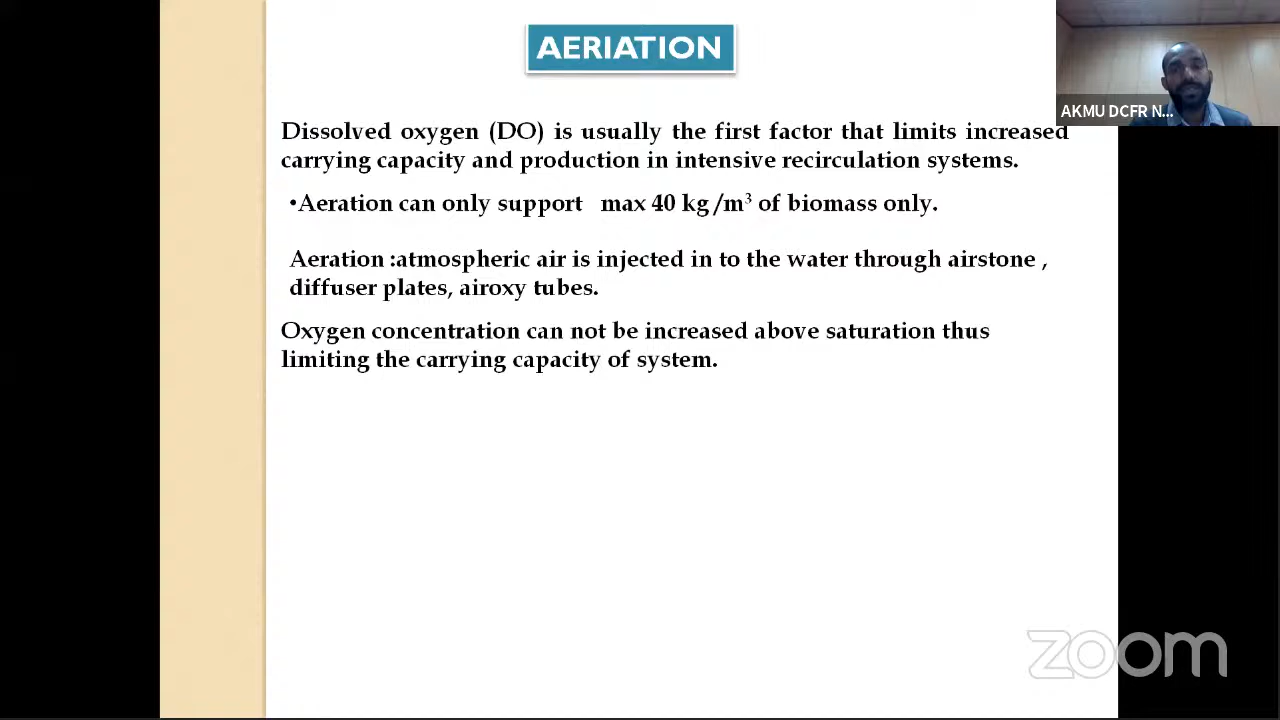 AERIATION
AKMU DCFR N...
Dissolved oxygen (DO) is usually the first factor that limits increased
carrying capacity and production in intensive recirculation systems.
•Aeration can only support max 40 kg /m³ of biomass only.
Aeration :atmospheric air is injected in to the water through airstone ,
diffuser plates, airoxy tubes.
Oxygen concentration can not be increased above saturation thus
limiting the carrying capacity of system.
zoom